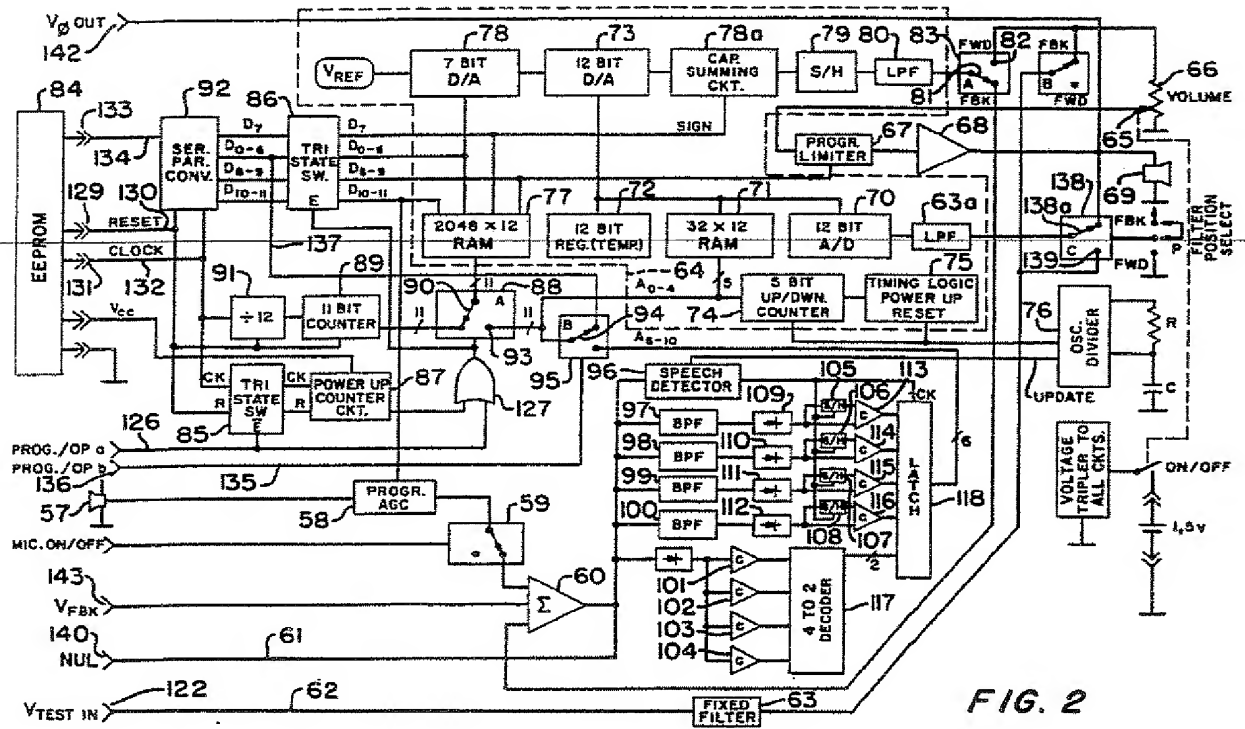 VØ OUT
142
84
133
92
86
78
73
78a
79
80
83
82
7 BIT D/A
12 BIT D/A
CAP. SUMMING CKT.
S/H
LPF
VREF
FWD
FBK
A
B
81
FBK
FWD
66
VOLUME
65
134
SER. PAR. CONV.
D7
D0-6
D8-9
D10-11
TRI STATE SW.
E
D7
D0-6
D8-9
D10-11
SIGN
PROGR. LIMITER
67
68
69
EEPROM
129
130
RESET
CLOCK
131
132
137
77
2048 X 12 RAM
72
12 BIT REG. (TEMP.)
71
32 X 12 RAM
70
12 BIT A/D
63a
LPF
138
138a
C
139
FBK
P
FWD
FILTER POSITION SELECT
91
÷ 12
89
11 BIT COUNTER
11
90
11
A
88
93
11
64
A0-4
5
74
5 BIT UP/DWN. COUNTER
75
TIMING LOGIC POWER UP RESET
76
OSC. DIVIDER
R
C
VCC
B
94
A5-10
95
96
SPEECH DETECTOR
UPDATE
CK
R
TRI STATE SW
E
CK
R
POWER UP COUNTER CKT.
87
127
85
97
98
99
100
BPF
BPF
BPF
BPF
109
110
111
112
105
106
S/H
S/H
S/H
S/H
107
108
113
114
115
116
C
C
C
C
CK
LATCH
118
6
PROG./OP a
126
PROG./OP b
136
135
57
PROGR. AGC
58
59
MIC. ON/OFF
VOLTAGE TRIPLER TO ALL CKTS.
ON/OFF
1,5V
143
VFBK
Σ
60
101
102
103
104
C
C
C
C
4 TO 2 DECODER
2
117
140
NUL
61
122
VTEST IN
62
FIXED FILTER
63
FIG. 2